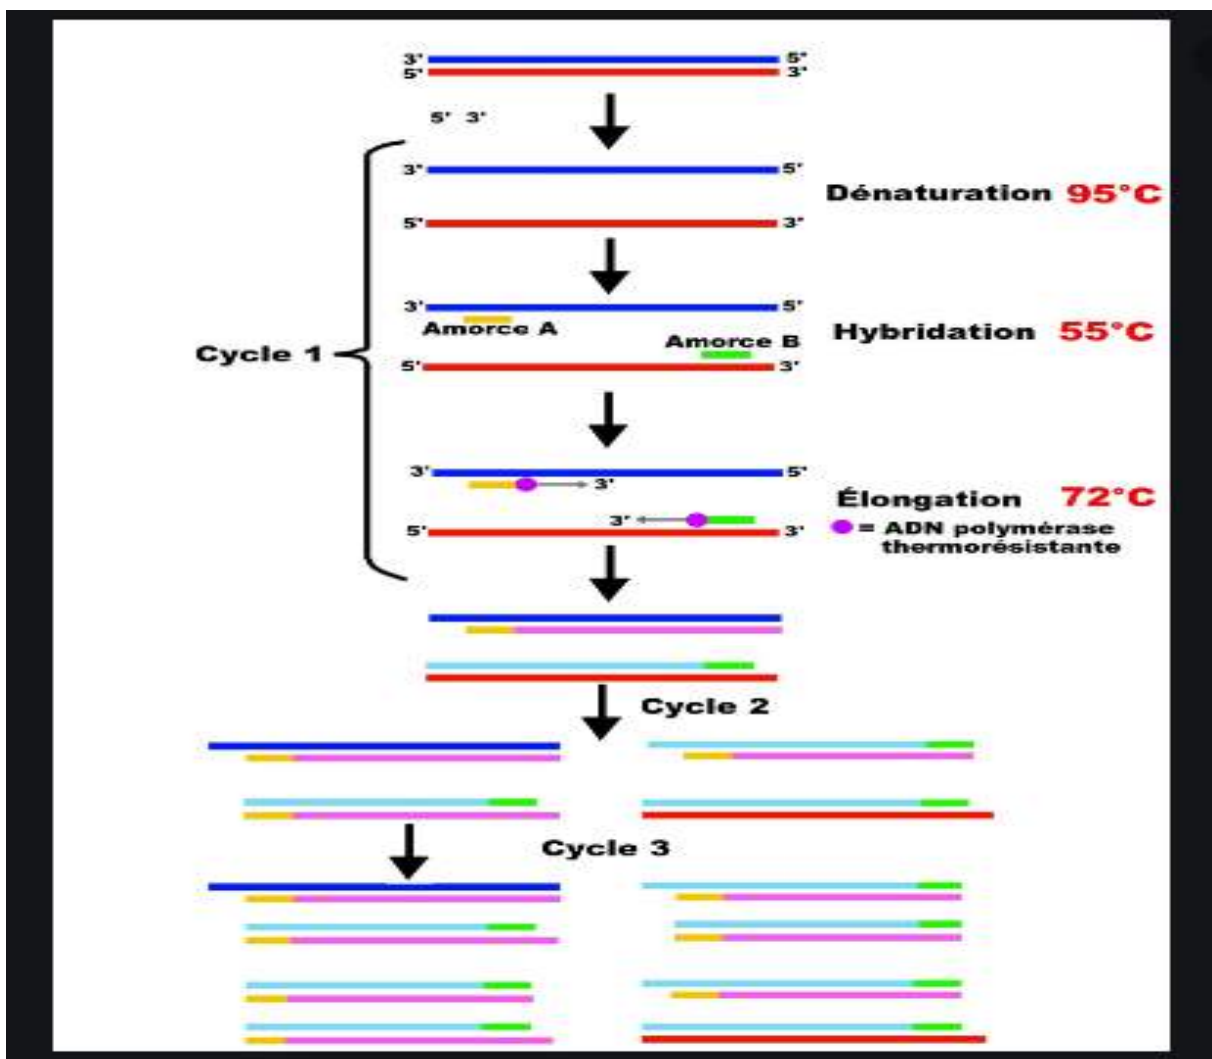 3' 5'
5' 3'
5' 3'
3' 5'
Dénaturation 95°C
5' 3'
3' 5'
Amorce A
Hybridation 55°C
Amorce B
Cycle 1
5' 3'
3' 5'
3'
Élongation 72°C
3'
5' 3'
= ADN polymérase
thermorésistante
Cycle 2
Cycle 3